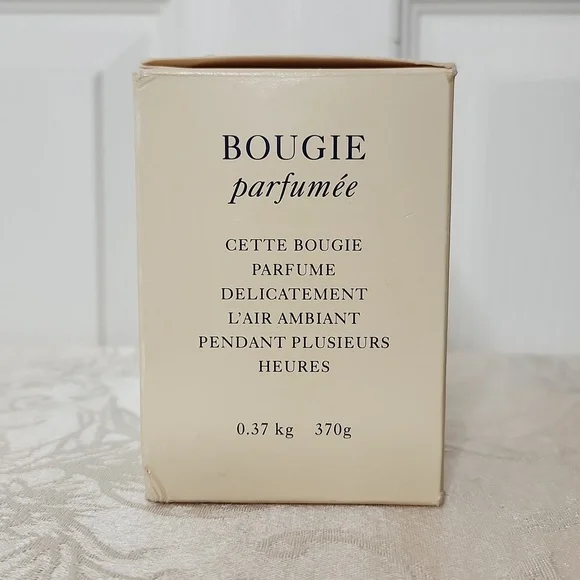 BOUGIE
parfumée
CETTE BOUGIE
PARFUME
DELICATEMENT
L'AIR AMBIANT
PENDANT PLUSIEURS
HEURES
0.37 kg 370g